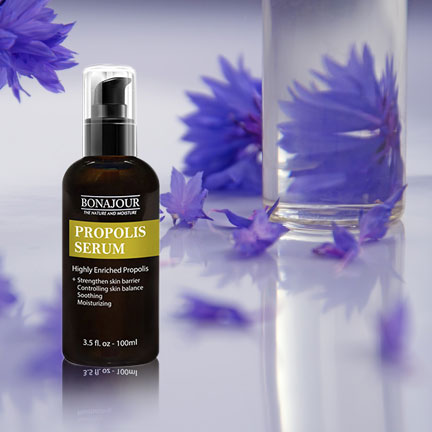 BONAJOUR
THE NATURE AND MOISTURE
PROPOLIS
SERUM
Highly Enriched Propolis
+ Strengthen skin barrier
Controlling skin balance
Soothing
Moisturizing
3.5 fl. oz - 100ml